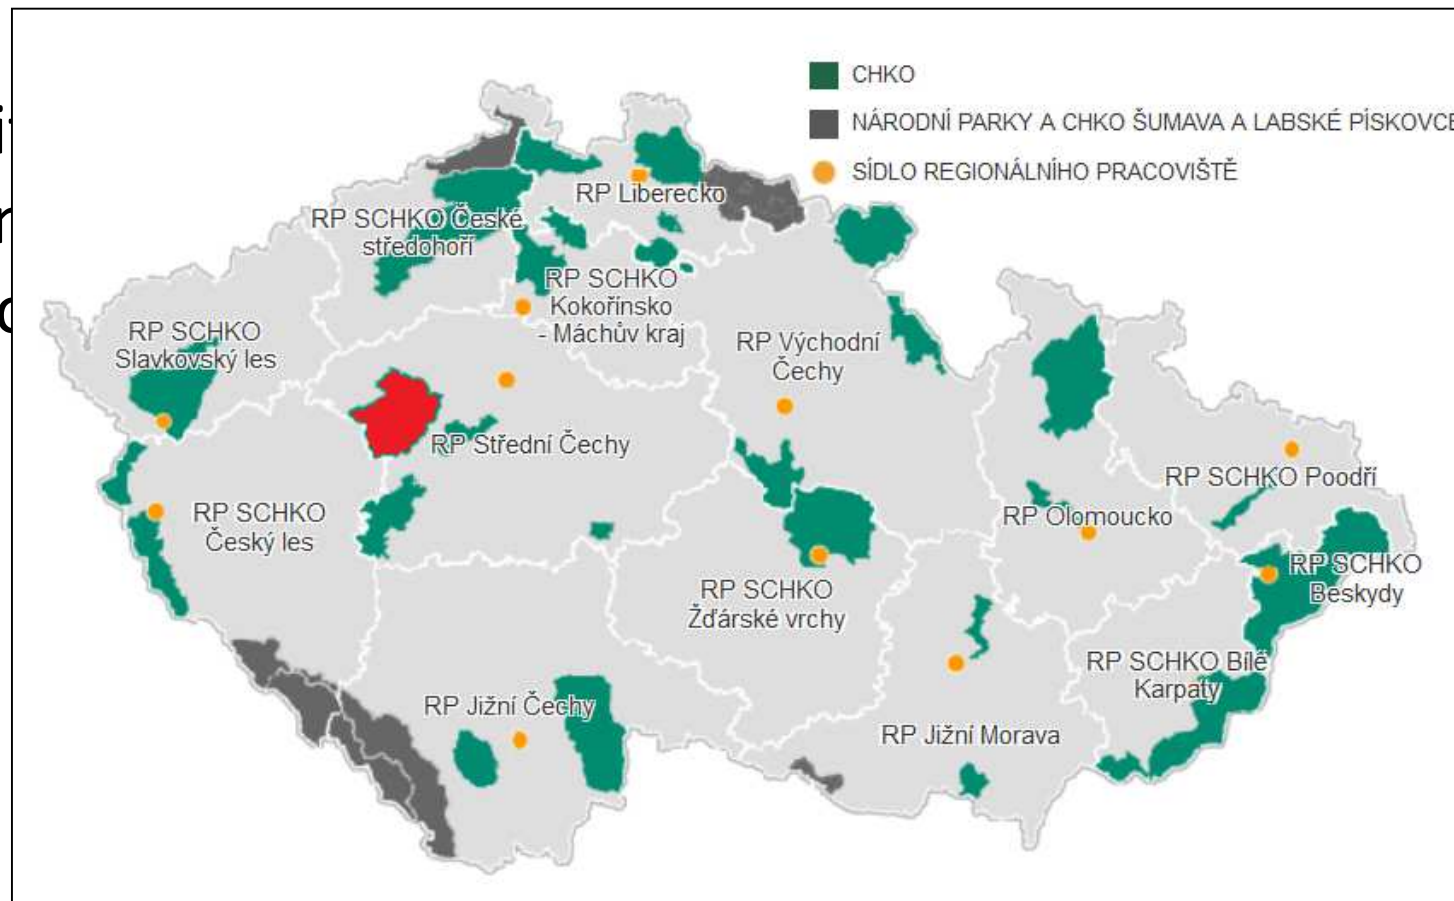 CHKO
NÁRODNÍ PARKY A CHKO ŠUMAVA A LABSKÉ PÍSKOVCE
SÍDLO REGIONÁLNÍHO PRACOVIŠTĚ
RP Liberecko
RP SCHKO České
středohoří
RP SCHKO
Kokořínsko
- Máchův kraj
RP SCHKO
Slavkovský les
RP Východní
Čechy
RP Střední Čechy
RP SCHKO Poodří
RP SCHKO
Český les
RP Olomoucko
RP SCHKO
Beskydy
RP SCHKO
Žďárské vrchy
RP SCHKO Bílé
Karpaty
RP Jižní Čechy
RP Jižní Morava